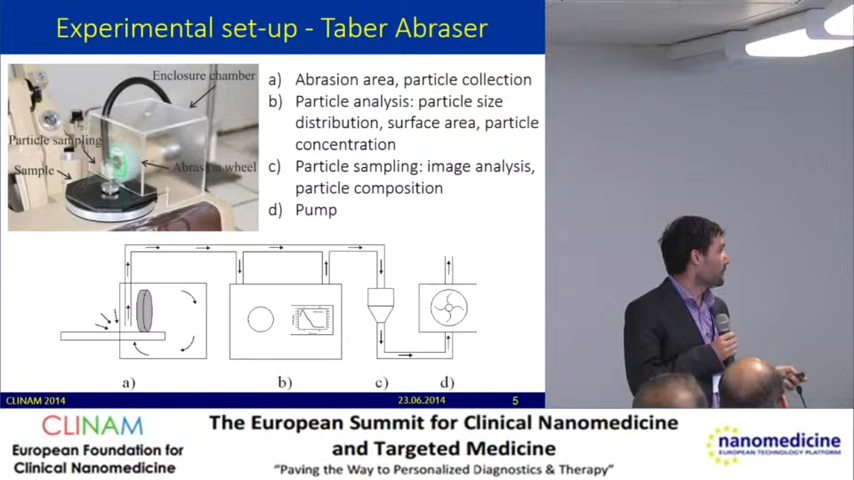 Experimental set-up - Taber Abraser
Enclosure chamber
Particle sampling
Abrasion wheel
Sample
a) Abrasion area, particle collection
b) Particle analysis: particle size
distribution, surface area, particle
concentration
c) Particle sampling: image analysis,
particle composition
d) Pump
a)
b)
c)
d)
CLINAM 2014
23.06.2014
5
CLINAM
European Foundation for
Clinical Nanomedicine
The European Summit for Clinical Nanomedicine
and Targeted Medicine
"Paving the Way to Personalized Diagnostics & Therapy"
nanomedicine
EUROPEAN TECHNOLOGY PLATFORM